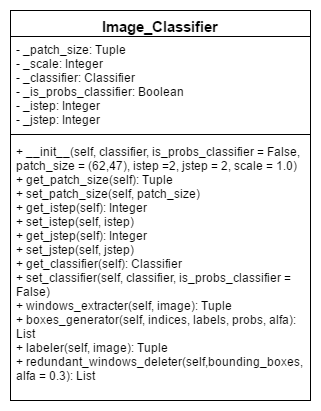 Image_Classifier
- _patch_size: Tuple
- _scale: Integer
- _classifier: Classifier
- _is_probs_classifier: Boolean
- _istep: Integer
- _jstep: Integer
+ __init__(self, classifier, is_probs_classifier = False,
patch_size = (62,47), istep =2, jstep = 2, scale = 1.0)
+ get_patch_size(self): Tuple
+ set_patch_size(self, patch_size)
+ get_istep(self): Integer
+ set_istep(self, istep)
+ get_jstep(self): Integer
+ set_jstep(self, jstep)
+ get_classifier(self): Classifier
+ set_classifier(self, classifier, is_probs_classifier =
False)
+ windows_extracter(self, image): Tuple
+ boxes_generator(self, indices, labels, probs, alfa):
List
+ labeler(self, image): Tuple
+ redundant_windows_deleter(self,bounding_boxes,
alfa = 0.3): List